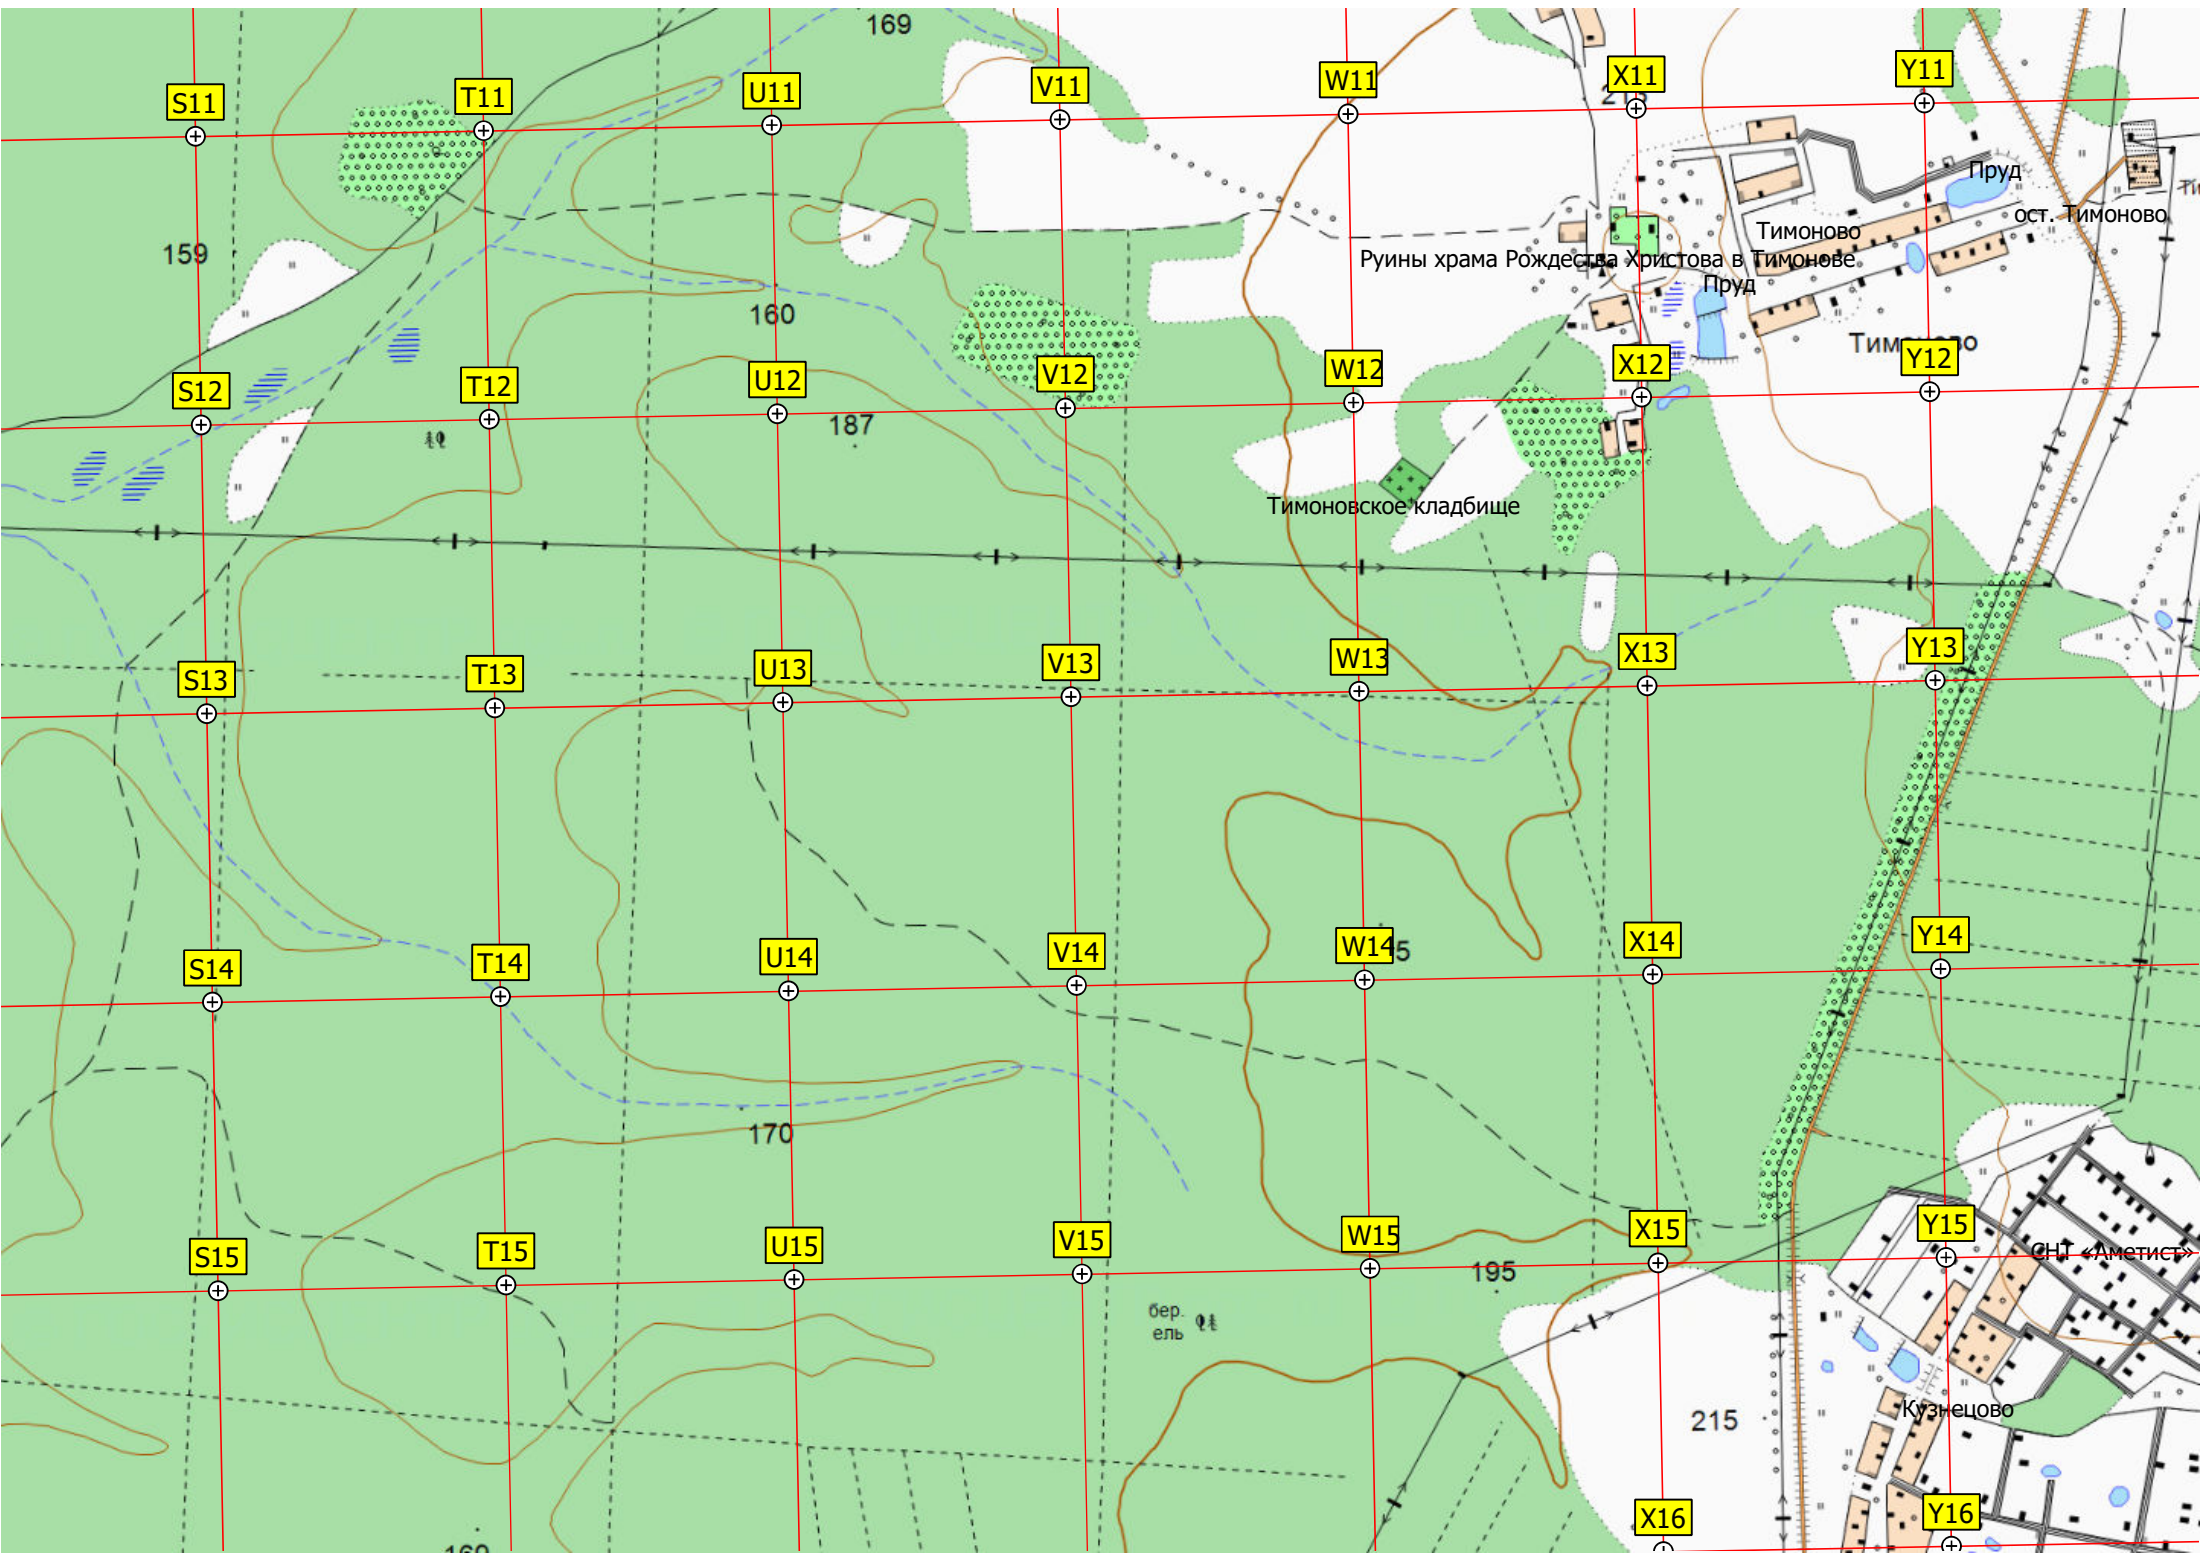 169
S11
T11
U11
V11
W11
X11
Y11
Пруд
ост. Тимоново
159
Тимоново
Руины храма Рождества Христова в Тимонове
Пруд
160
S12
T12
U12
V12
W12
X12
Y12
187
Тимоновское кладбище
S13
T13
U13
V13
W13
X13
Y13
S14
T14
U14
V14
W14
X14
Y14
170
S15
T15
U15
V15
W15
X15
Y15
СНТ «Аметист»
195
бер.
ель
Кузнецово
215
X16
Y16